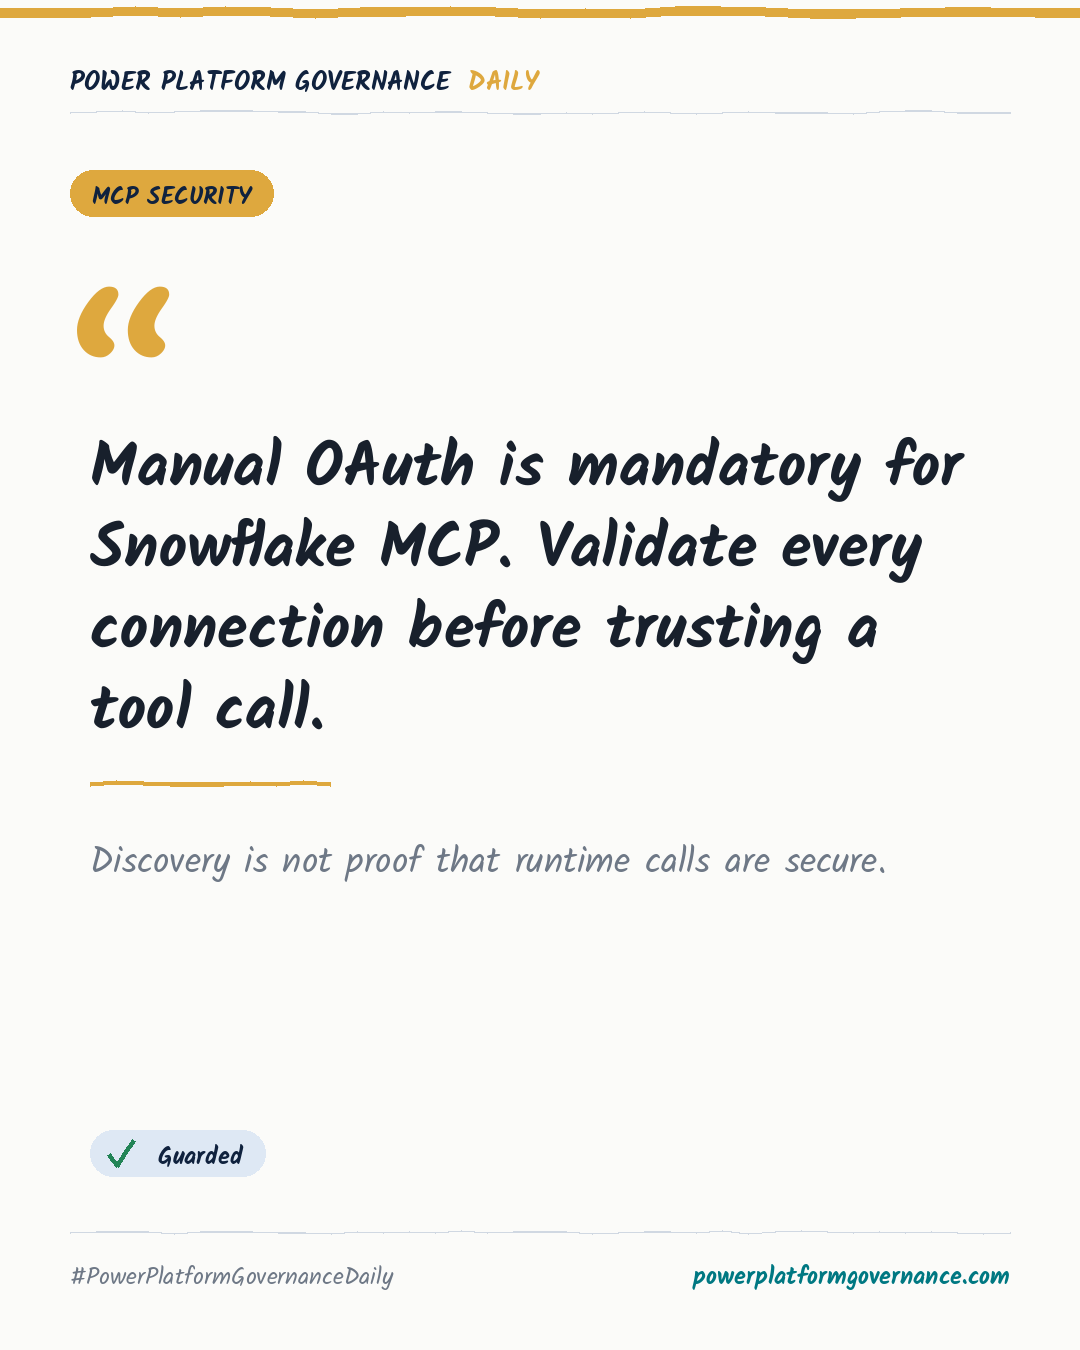 POWER PLATFORM GOVERNANCE DAILY
MCP SECURITY
“
Manual OAuth is mandatory for
Snowflake MCP. Validate every
connection before trusting a
tool call.
Discovery is not proof that runtime calls are secure.
✓ Guarded
#PowerPlatformGovernanceDaily
powerplatformgovernance.com